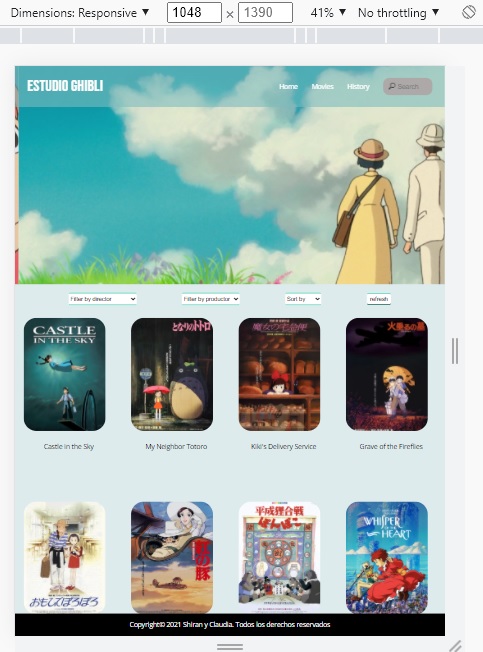 Dimensions: Responsive ▼ 1048 × 1390 41% ▼ No throttling ▼
ESTUDIO GHIBLI Home Movies History Search
Filter by director Filter by productor Sort by refresh
CASTLE
IN THE SKY
となりのトトロ
魔女の宅急便
火垂るの墓
Castle in the Sky My Neighbor Totoro Kiki's Delivery Service Grave of the Fireflies
おもひでぽろぽろ
紅の豚
平成狸合戦
ぽんぽこ
WHISPER
OF THE
HEART
Copyright© 2021 Shiran y Claudia. Todos los derechos reservados